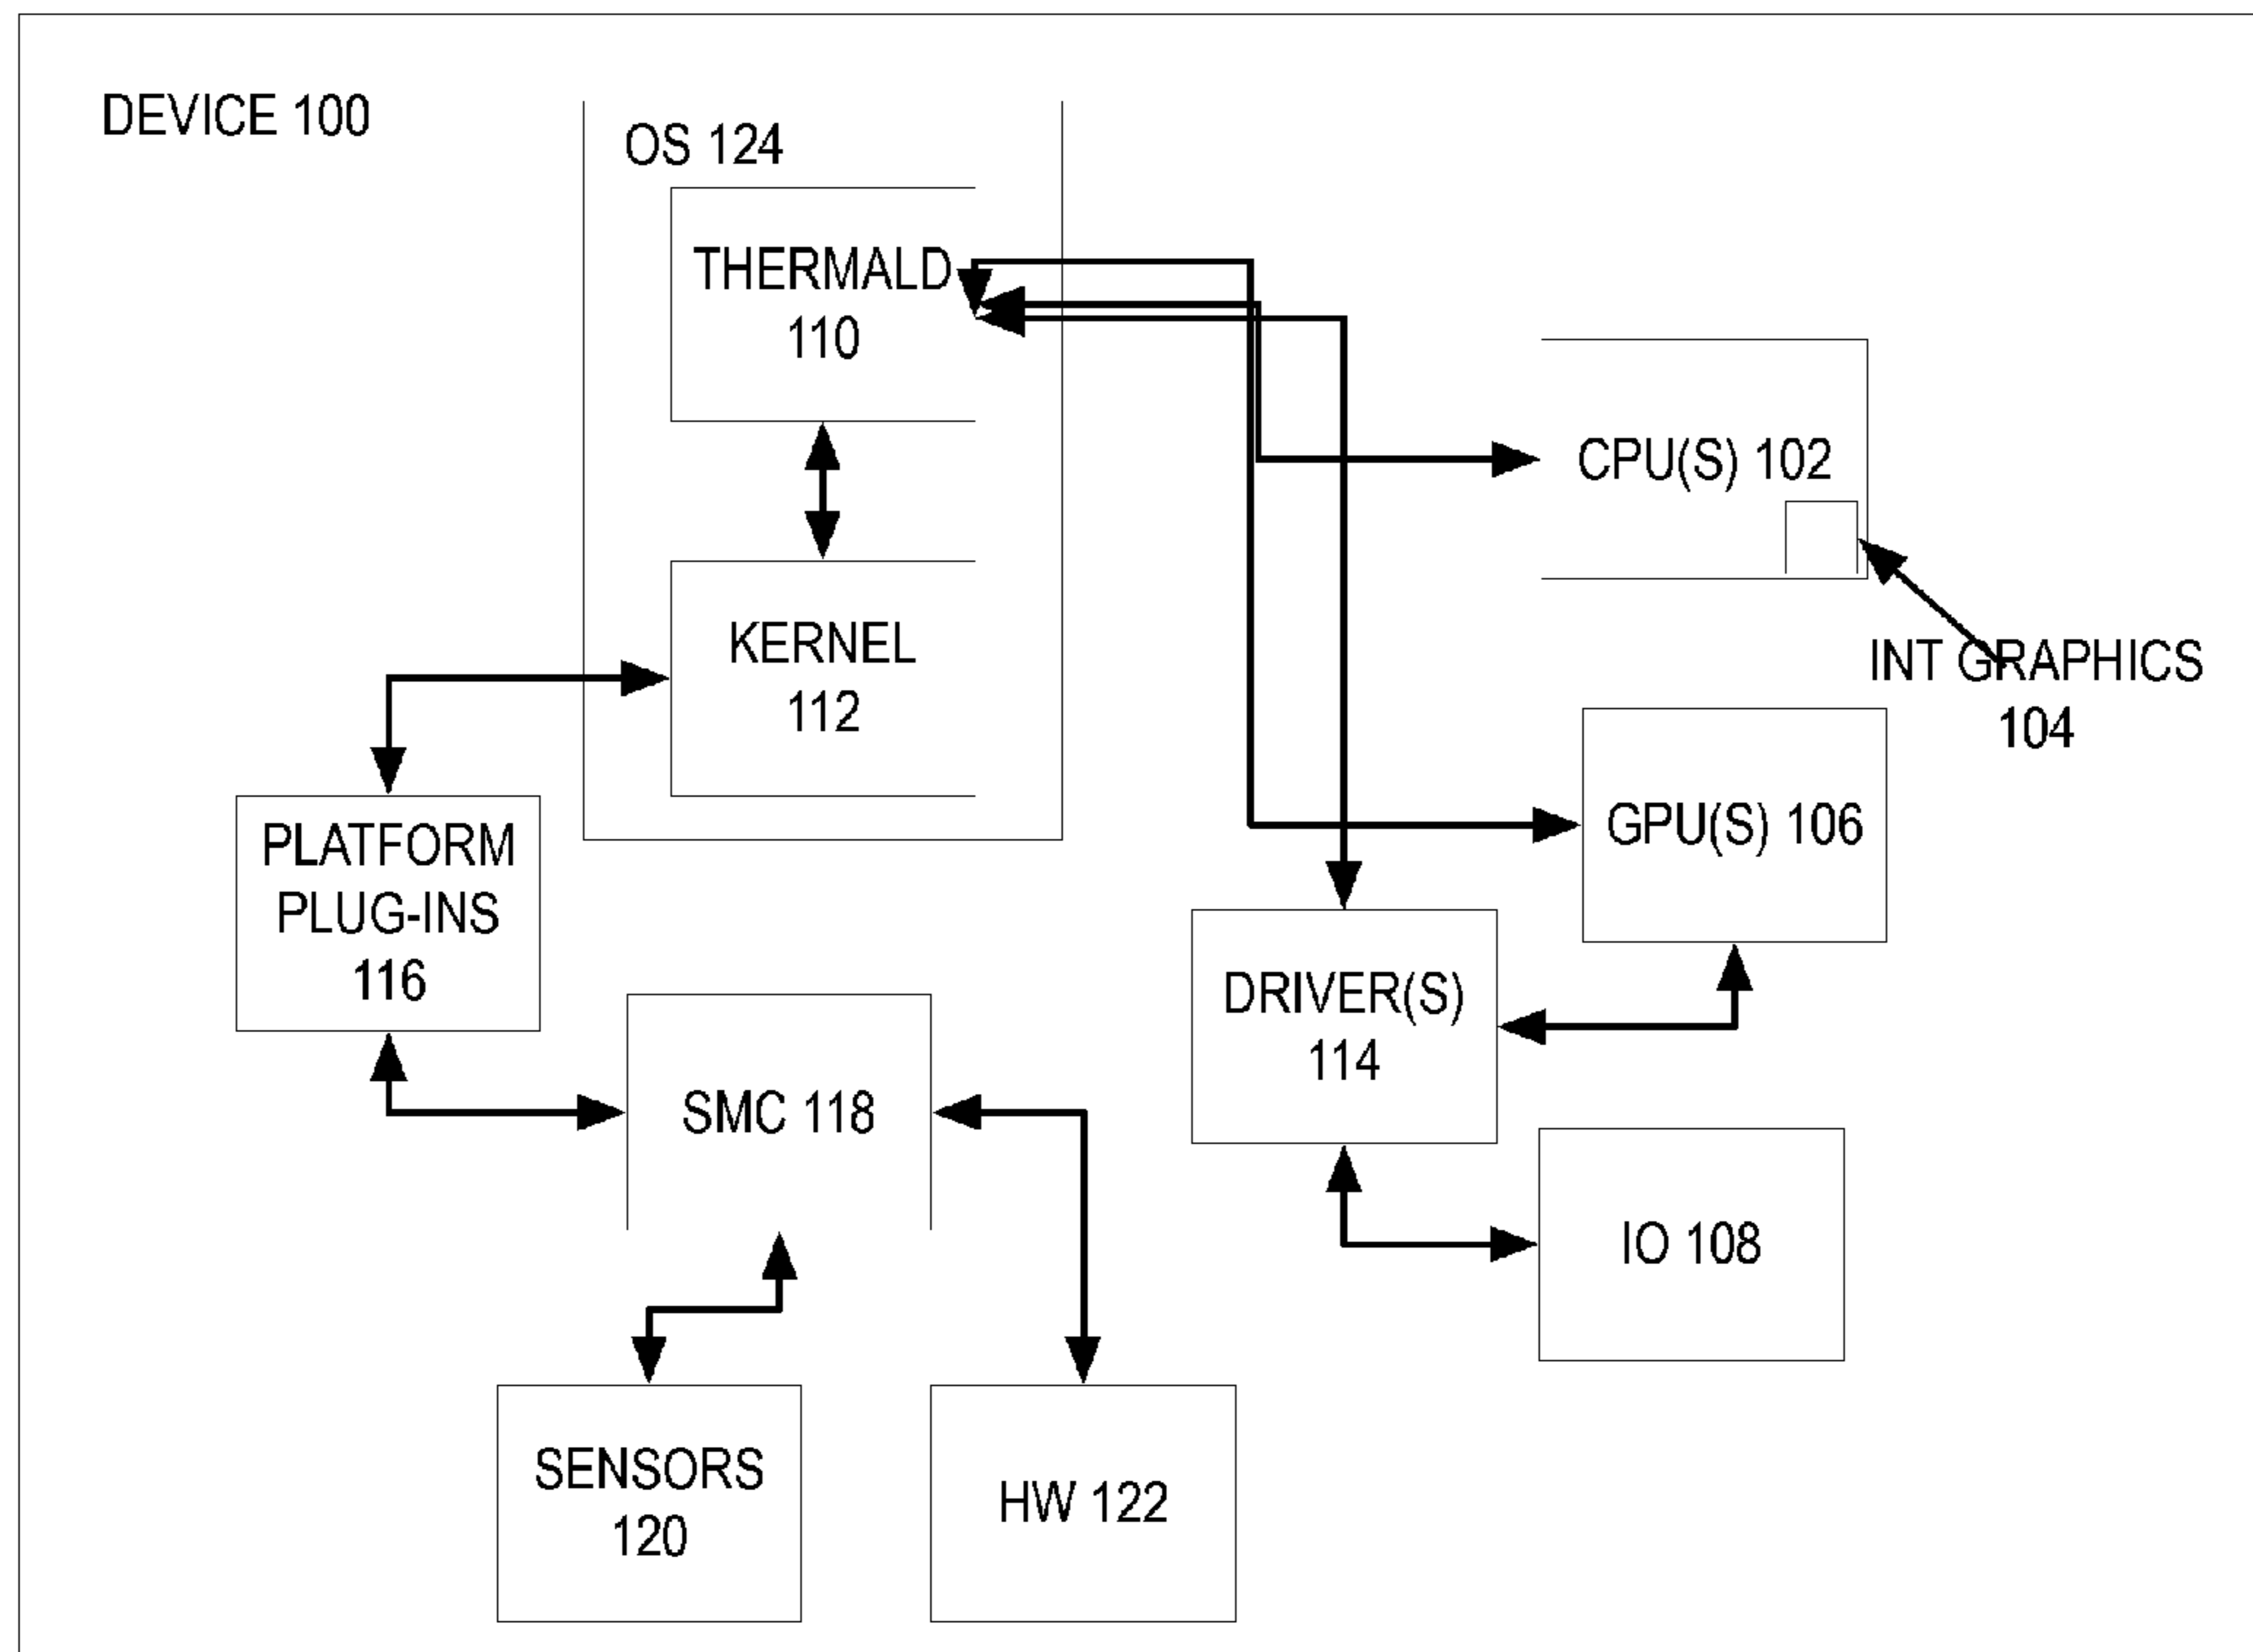 DEVICE 100
OS 124
THERMALD
110
CPU(S) 102
KERNEL
112
INT GRAPHICS
104
PLATFORM
PLUG-INS
116
GPU(S) 106
DRIVER(S)
114
SMC 118
IO 108
SENSORS
120
HW 122